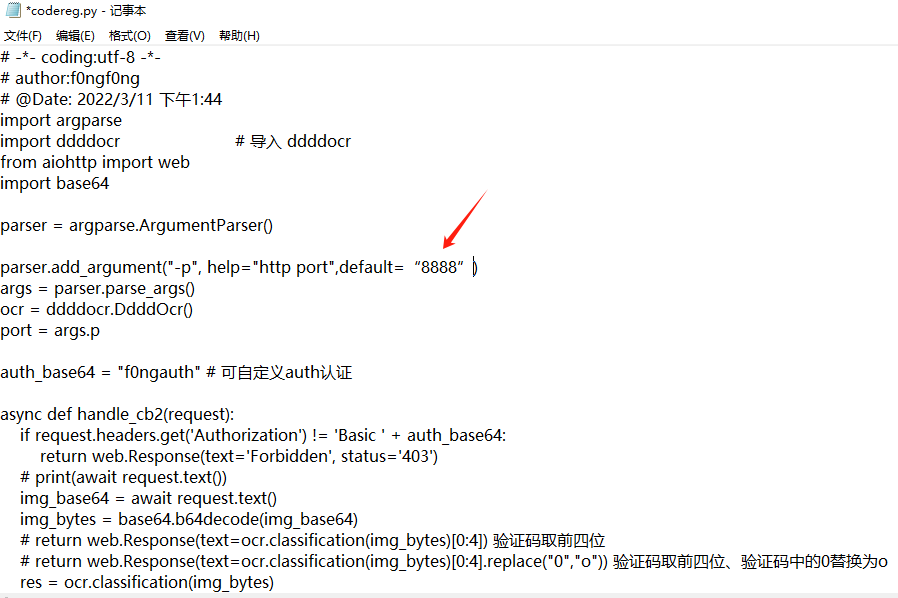 *codereg.py - 记事本
文件(F) 编辑(E) 格式(O) 查看(V) 帮助(H)
# -*- coding:utf-8 -*-
# author:f0ngf0ng
# @Date: 2022/3/11 下午1:44
import argparse
import ddddocr # 导入 ddddocr
from aiohttp import web
import base64
parser = argparse.ArgumentParser()
parser.add_argument("-p", help="http port",default= “8888“ )
args = parser.parse_args()
ocr = ddddocr.DdddOcr()
port = args.p
auth_base64 = "f0ngauth" # 可自定义auth认证
async def handle_cb2(request):
if request.headers.get('Authorization') != 'Basic ' + auth_base64:
return web.Response(text='Forbidden', status='403')
# print(await request.text())
img_base64 = await request.text()
img_bytes = base64.b64decode(img_base64)
# return web.Response(text=ocr.classification(img_bytes)[0:4]) 验证码取前四位
# return web.Response(text=ocr.classification(img_bytes)[0:4].replace("0","o")) 验证码取前四位、验证码中的0替换为o
res = ocr.classification(img_bytes)